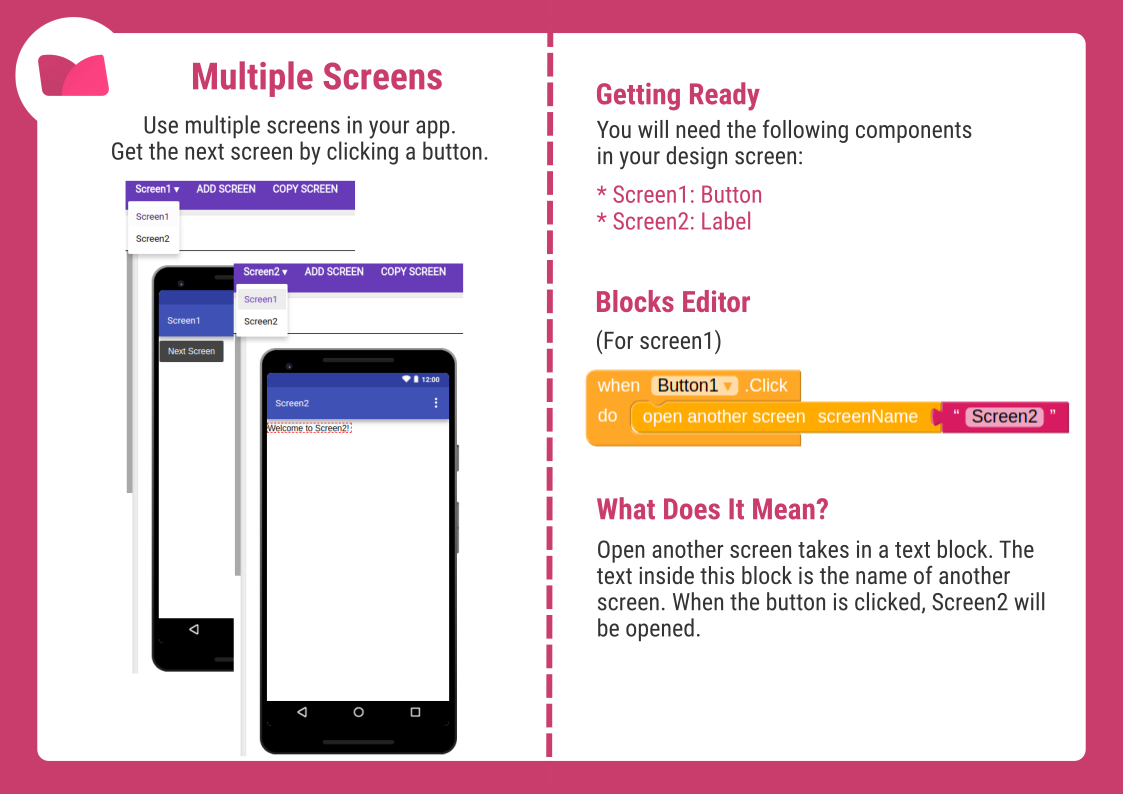 Multiple Screens
Use multiple screens in your app.
Get the next screen by clicking a button.
Screen1 ▾ ADD SCREEN COPY SCREEN
Screen1
Screen2
Screen1
Next Screen
Screen2 ▾ ADD SCREEN COPY SCREEN
Screen1
Screen2
12:00
Screen2
Welcome to Screen2!
Getting Ready
You will need the following components
in your design screen:
* Screen1: Button
* Screen2: Label
Blocks Editor
(For screen1)
when Button1 ▾ .Click
do open another screen screenName “ Screen2 ”
What Does It Mean?
Open another screen takes in a text block. The
text inside this block is the name of another
screen. When the button is clicked, Screen2 will
be opened.